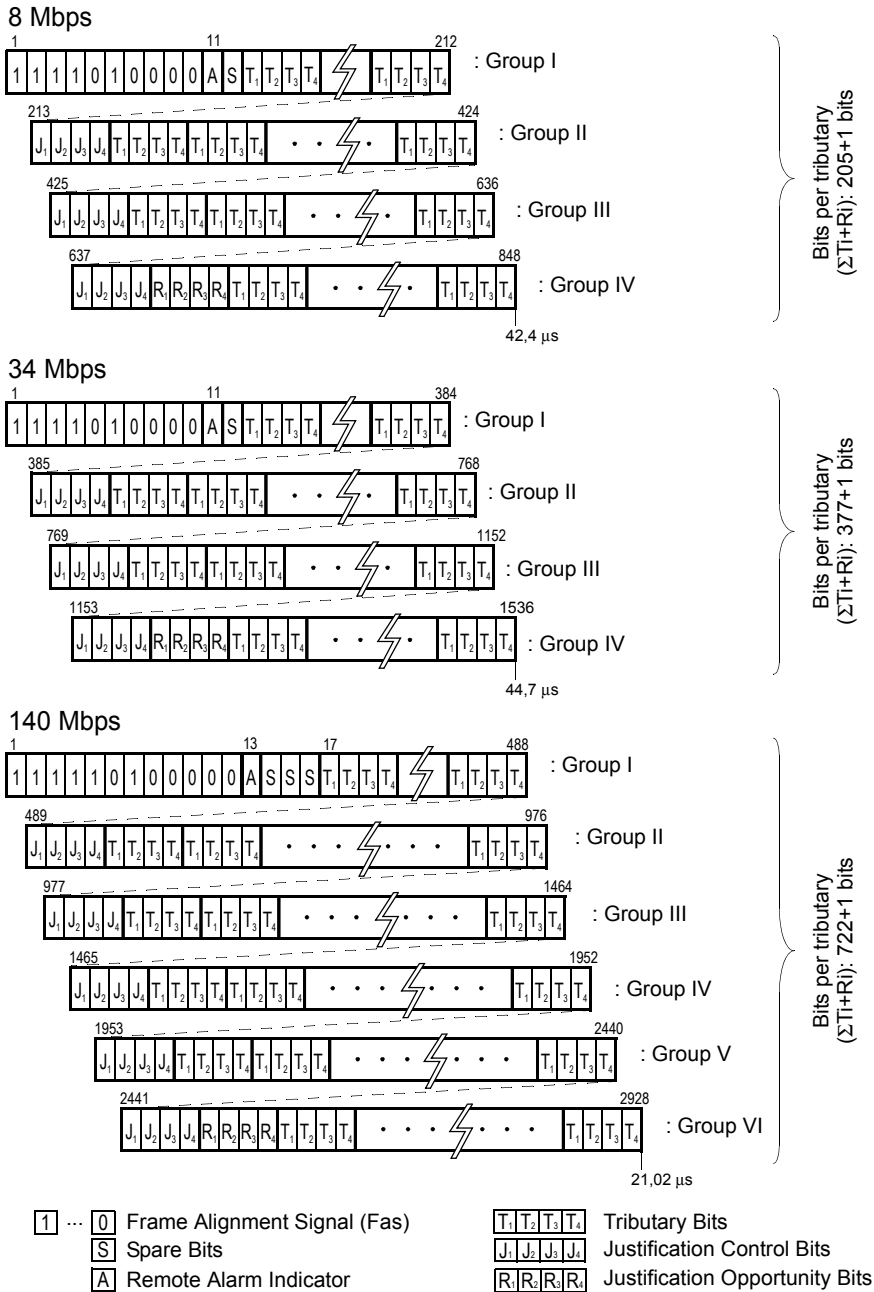 8 Mbps
1 11 212
1 1 1 1 0 1 0 0 0 0 A S T₁ T₂ T₃ T₄ T₁ T₂ T₃ T₄ : Group I
213 424
J₁ J₂ J₃ J₄ T₁ T₂ T₃ T₄ T₁ T₂ T₃ T₄ · · · T₁ T₂ T₃ T₄ : Group II
425 636
J₁ J₂ J₃ J₄ T₁ T₂ T₃ T₄ T₁ T₂ T₃ T₄ · · · T₁ T₂ T₃ T₄ : Group III
637 848
J₁ J₂ J₃ J₄ R₁ R₂ R₃ R₄ T₁ T₂ T₃ T₄ · · · T₁ T₂ T₃ T₄ : Group IV
42,4 μs
Bits per tributary
(ΣTi+Ri): 205+1 bits
34 Mbps
1 11 384
1 1 1 1 0 1 0 0 0 0 A S T₁ T₂ T₃ T₄ T₁ T₂ T₃ T₄ : Group I
385 768
J₁ J₂ J₃ J₄ T₁ T₂ T₃ T₄ T₁ T₂ T₃ T₄ · · · T₁ T₂ T₃ T₄ : Group II
769 1152
J₁ J₂ J₃ J₄ T₁ T₂ T₃ T₄ T₁ T₂ T₃ T₄ · · · T₁ T₂ T₃ T₄ : Group III
1153 1536
J₁ J₂ J₃ J₄ R₁ R₂ R₃ R₄ T₁ T₂ T₃ T₄ · · · T₁ T₂ T₃ T₄ : Group IV
44,7 μs
Bits per tributary
(ΣTi+Ri): 377+1 bits
140 Mbps
1 13 17 488
1 1 1 1 1 0 1 0 0 0 0 0 A S S S T₁ T₂ T₃ T₄ T₁ T₂ T₃ T₄ : Group I
489 976
J₁ J₂ J₃ J₄ T₁ T₂ T₃ T₄ T₁ T₂ T₃ T₄ · · · · · · · T₁ T₂ T₃ T₄ : Group II
977 1464
J₁ J₂ J₃ J₄ T₁ T₂ T₃ T₄ T₁ T₂ T₃ T₄ · · · · · · · T₁ T₂ T₃ T₄ : Group III
1465 1952
J₁ J₂ J₃ J₄ T₁ T₂ T₃ T₄ T₁ T₂ T₃ T₄ · · · · · · · T₁ T₂ T₃ T₄ : Group IV
1953 2440
J₁ J₂ J₃ J₄ T₁ T₂ T₃ T₄ T₁ T₂ T₃ T₄ · · · · · · · T₁ T₂ T₃ T₄ : Group V
2441 2928
J₁ J₂ J₃ J₄ R₁ R₂ R₃ R₄ T₁ T₂ T₃ T₄ · · · · · · · T₁ T₂ T₃ T₄ : Group VI
21,02 μs
Bits per tributary
(ΣTi+Ri): 722+1 bits
1 ··· 0 Frame Alignment Signal (Fas)
S Spare Bits
A Remote Alarm Indicator
T₁ T₂ T₃ T₄ Tributary Bits
J₁ J₂ J₃ J₄ Justification Control Bits
R₁ R₂ R₃ R₄ Justification Opportunity Bits